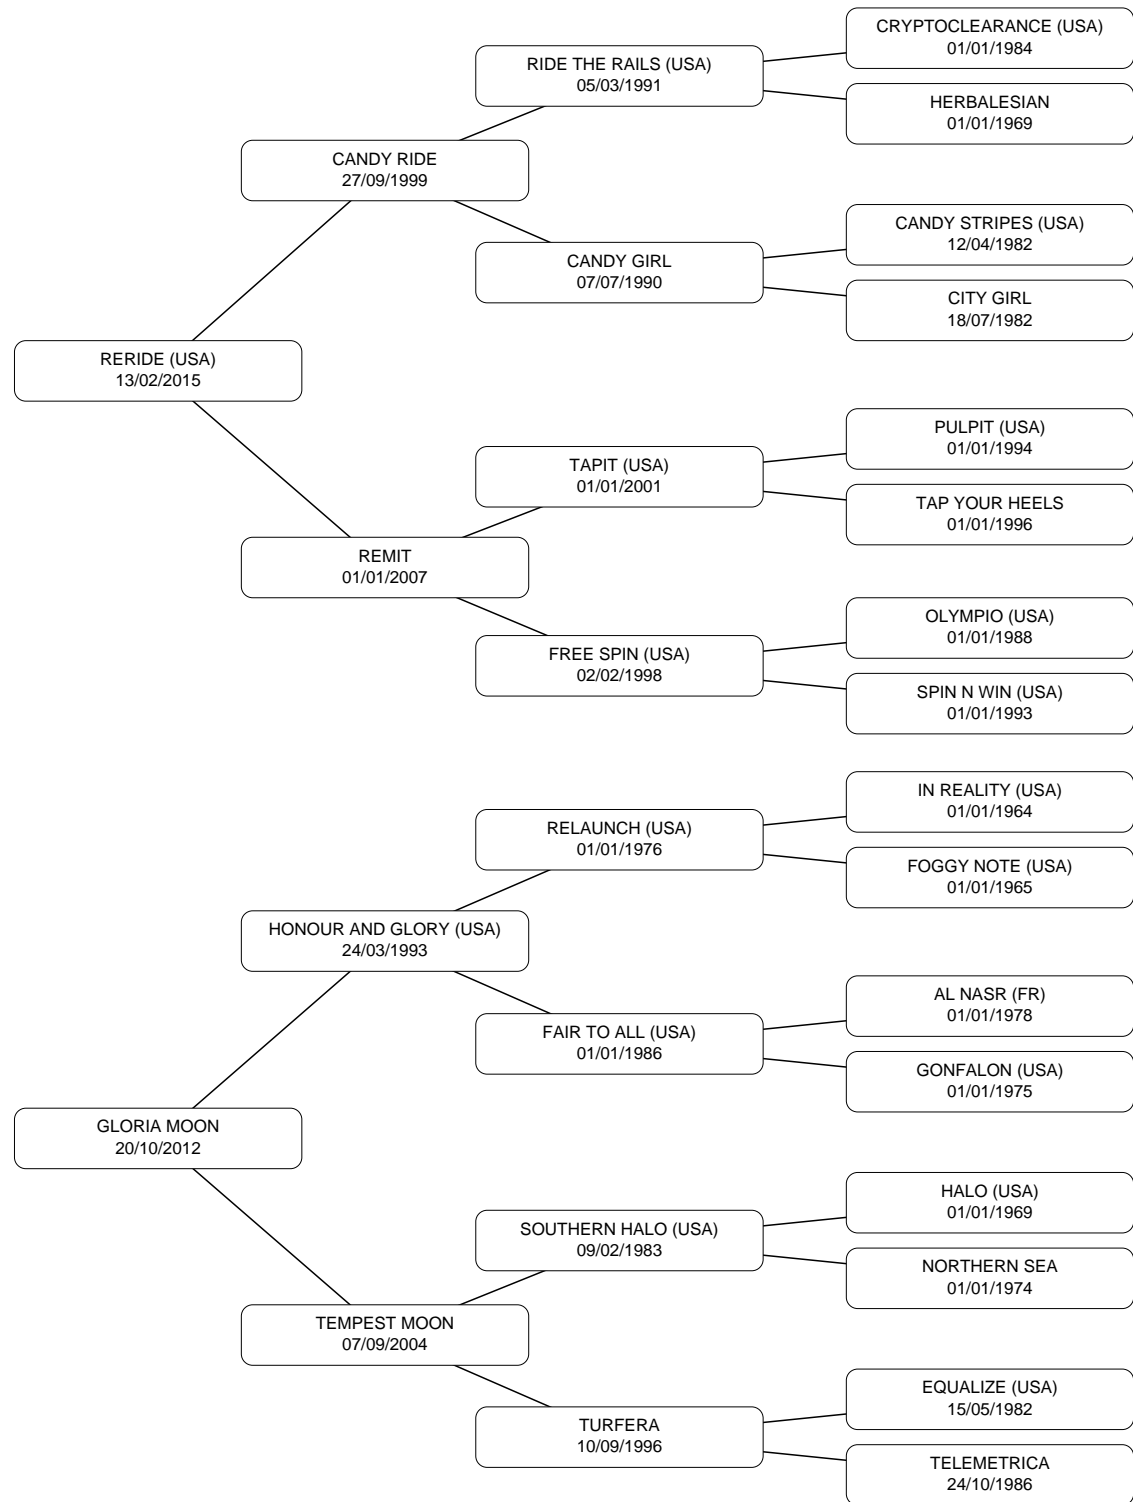 CRYPTOCLEARANCE (USA)
01/01/1984
RIDE THE RAILS (USA)
05/03/1991
HERBALESIAN
01/01/1969
CANDY RIDE
27/09/1999
CANDY STRIPES (USA)
12/04/1982
CANDY GIRL
07/07/1990
CITY GIRL
18/07/1982
RERIDE (USA)
13/02/2015
PULPIT (USA)
01/01/1994
TAPIT (USA)
01/01/2001
TAP YOUR HEELS
01/01/1996
REMIT
01/01/2007
OLYMPIO (USA)
01/01/1988
FREE SPIN (USA)
02/02/1998
SPIN N WIN (USA)
01/01/1993
IN REALITY (USA)
01/01/1964
RELAUNCH (USA)
01/01/1976
FOGGY NOTE (USA)
01/01/1965
HONOUR AND GLORY (USA)
24/03/1993
AL NASR (FR)
01/01/1978
FAIR TO ALL (USA)
01/01/1986
GONFALON (USA)
01/01/1975
GLORIA MOON
20/10/2012
HALO (USA)
01/01/1969
SOUTHERN HALO (USA)
09/02/1983
NORTHERN SEA
01/01/1974
TEMPEST MOON
07/09/2004
EQUALIZE (USA)
15/05/1982
TURFERA
10/09/1996
TELEMETRICA
24/10/1986